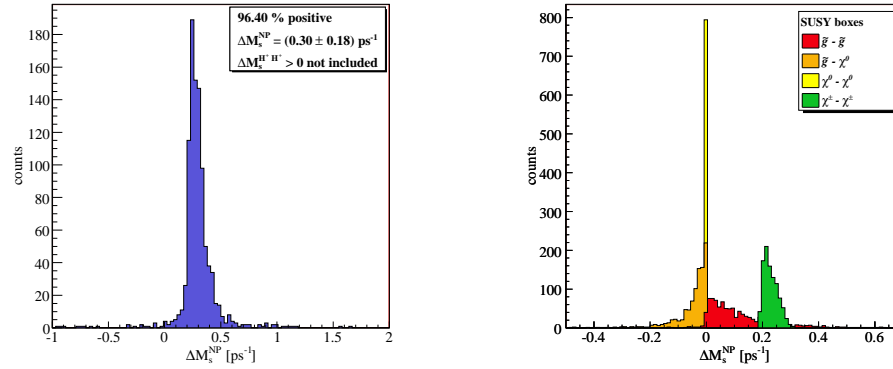 96.40 % positive
ΔM_s^NP = (0.30 ± 0.18) ps⁻¹
ΔM_s^{H⁺ H⁺} > 0 not included
counts
180
160
140
120
100
80
60
40
20
0
-1 -0.5 0 0.5 1 1.5 2
ΔM_s^NP [ps⁻¹]
SUSY boxes
g̃ - g̃
g̃ - χ⁰
χ⁰ - χ⁰
χ^± - χ^±
counts
800
700
600
500
400
300
200
100
0
-0.4 -0.2 0 0.2 0.4 0.6
ΔM_s^NP [ps⁻¹]